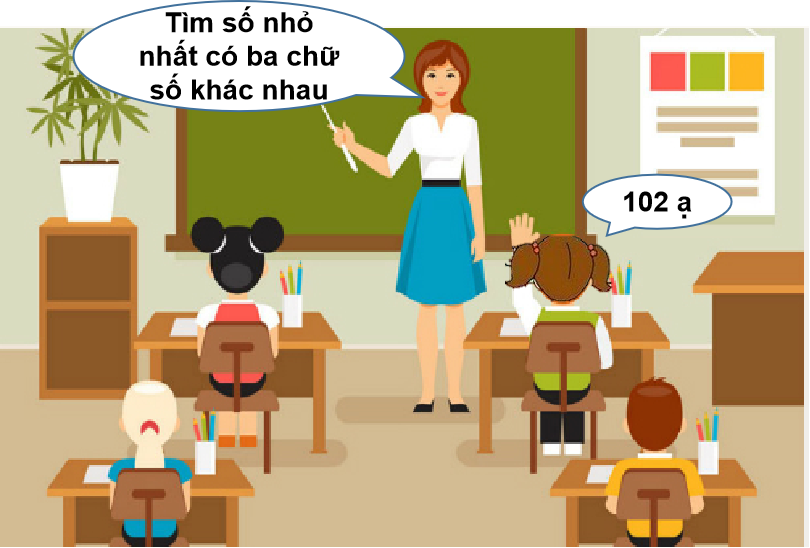 Tìm số nhỏ
nhất có ba chữ
số khác nhau
102 ạ